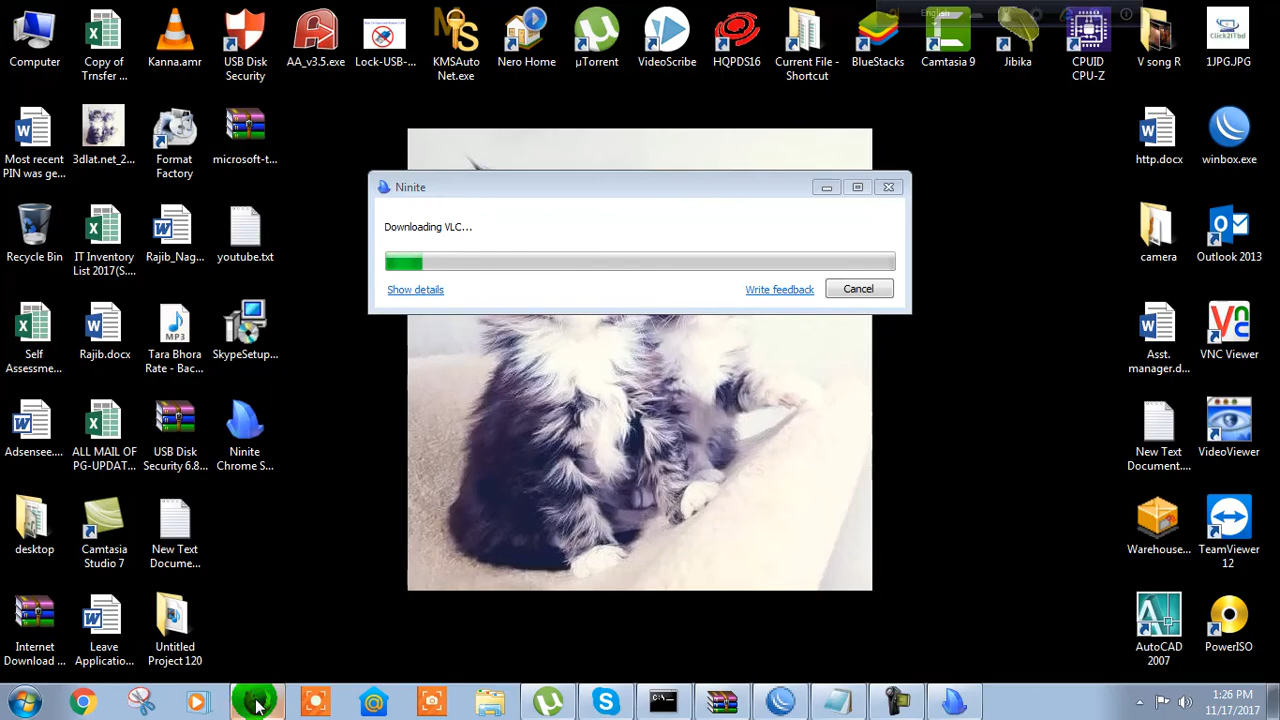 English
Computer
Copy of
Trnsfer ...
Kanna.amr
USB Disk
Security
AA_v3.5.exe
Lock-USB-...
KMSAuto
Net.exe
Nero Home
µTorrent
VideoScribe
HQPDS16
Current File -
Shortcut
BlueStacks
Camtasia 9
Jibika
CPUID
CPU-Z
V song R
Click2ITbd
1JPGJPG
Most recent
PIN was ge...
3dlat.net_2...
Format
Factory
microsoft-t...
http.docx
winbox.exe
Ninite
Downloading VLC...
Show details
Write feedback
Cancel
Recycle Bin
IT Inventory
List 2017(S...
Rajib_Nag...
youtube.txt
camera
Outlook 2013
Self
Assessme...
Rajib.docx
MP3
Tara Bhora
Rate - Bac...
SkypeSetup...
Asst.
manager.d...
VNC Viewer
Adsensee...
ALL MAIL OF
PG-UPDAT...
USB Disk
Security 6.8...
Ninite
Chrome S...
New Text
Document....
VideoViewer
desktop
Camtasia
Studio 7
New Text
Docume...
Warehouse...
TeamViewer
12
Internet
Download ...
Leave
Applicatio...
Untitled
Project 120
AutoCAD
2007
PowerISO
1:26 PM
11/17/2017